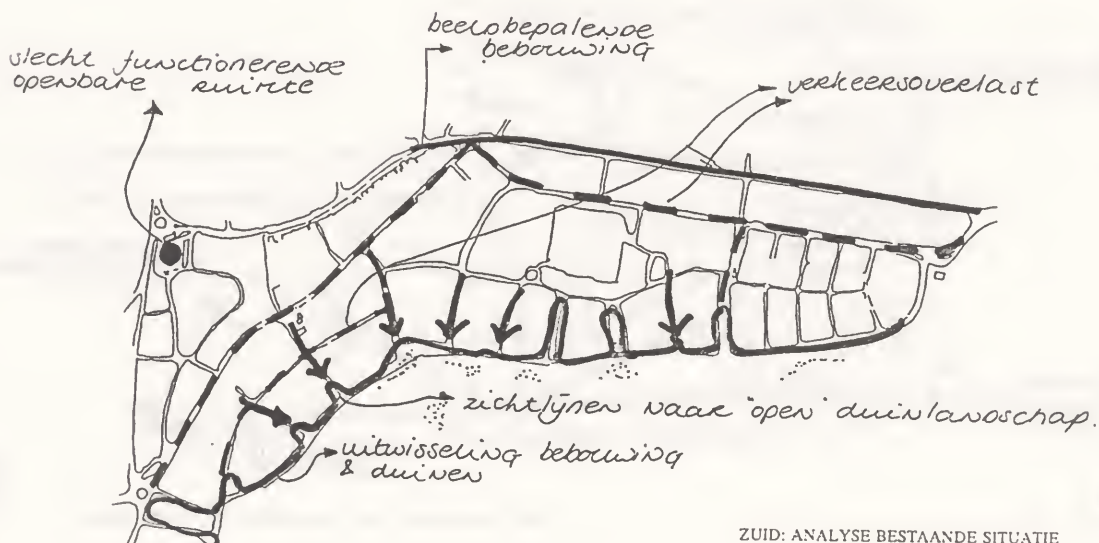 beeldbepalende
bebouwing
slecht functionerende
openbare ruimte
verkeersoverlast
zichtlijnen naar "open" duinlandschap.
uitwisseling bebouwing
& duinen
ZUID: ANALYSE BESTAANDE SITUATIE